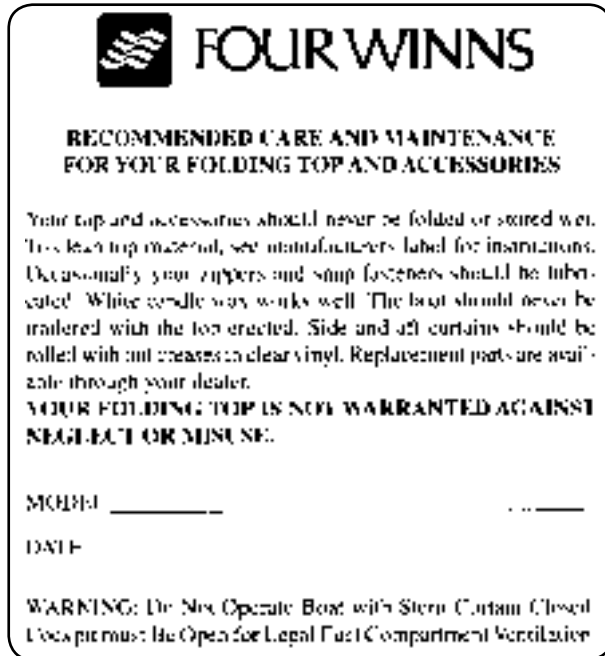 FOUR WINNS
RECOMMENDED CARE AND MAINTENANCE
FOR YOUR FOLDING TOP AND ACCESSORIES
Your top and accessories should never be folded or stored wet.
To clean top material, see manufacturers label for instructions.
Occasionally your zippers and snap fasteners should be lubri-
cated. White candle wax works well. The boat should never be
trailered with the top erected. Side and aft curtains should be
rolled with out creases in clear vinyl. Replacement parts are avail-
able through your dealer.
YOUR FOLDING TOP IS NOT WARRANTED AGAINST
NEGLECT OR MISUSE.
MODEL
DATE
WARNING: Do Not Operate Boat with Stern Curtain Closed
Cockpit must Be Open for Legal Fuel Compartment Ventilation